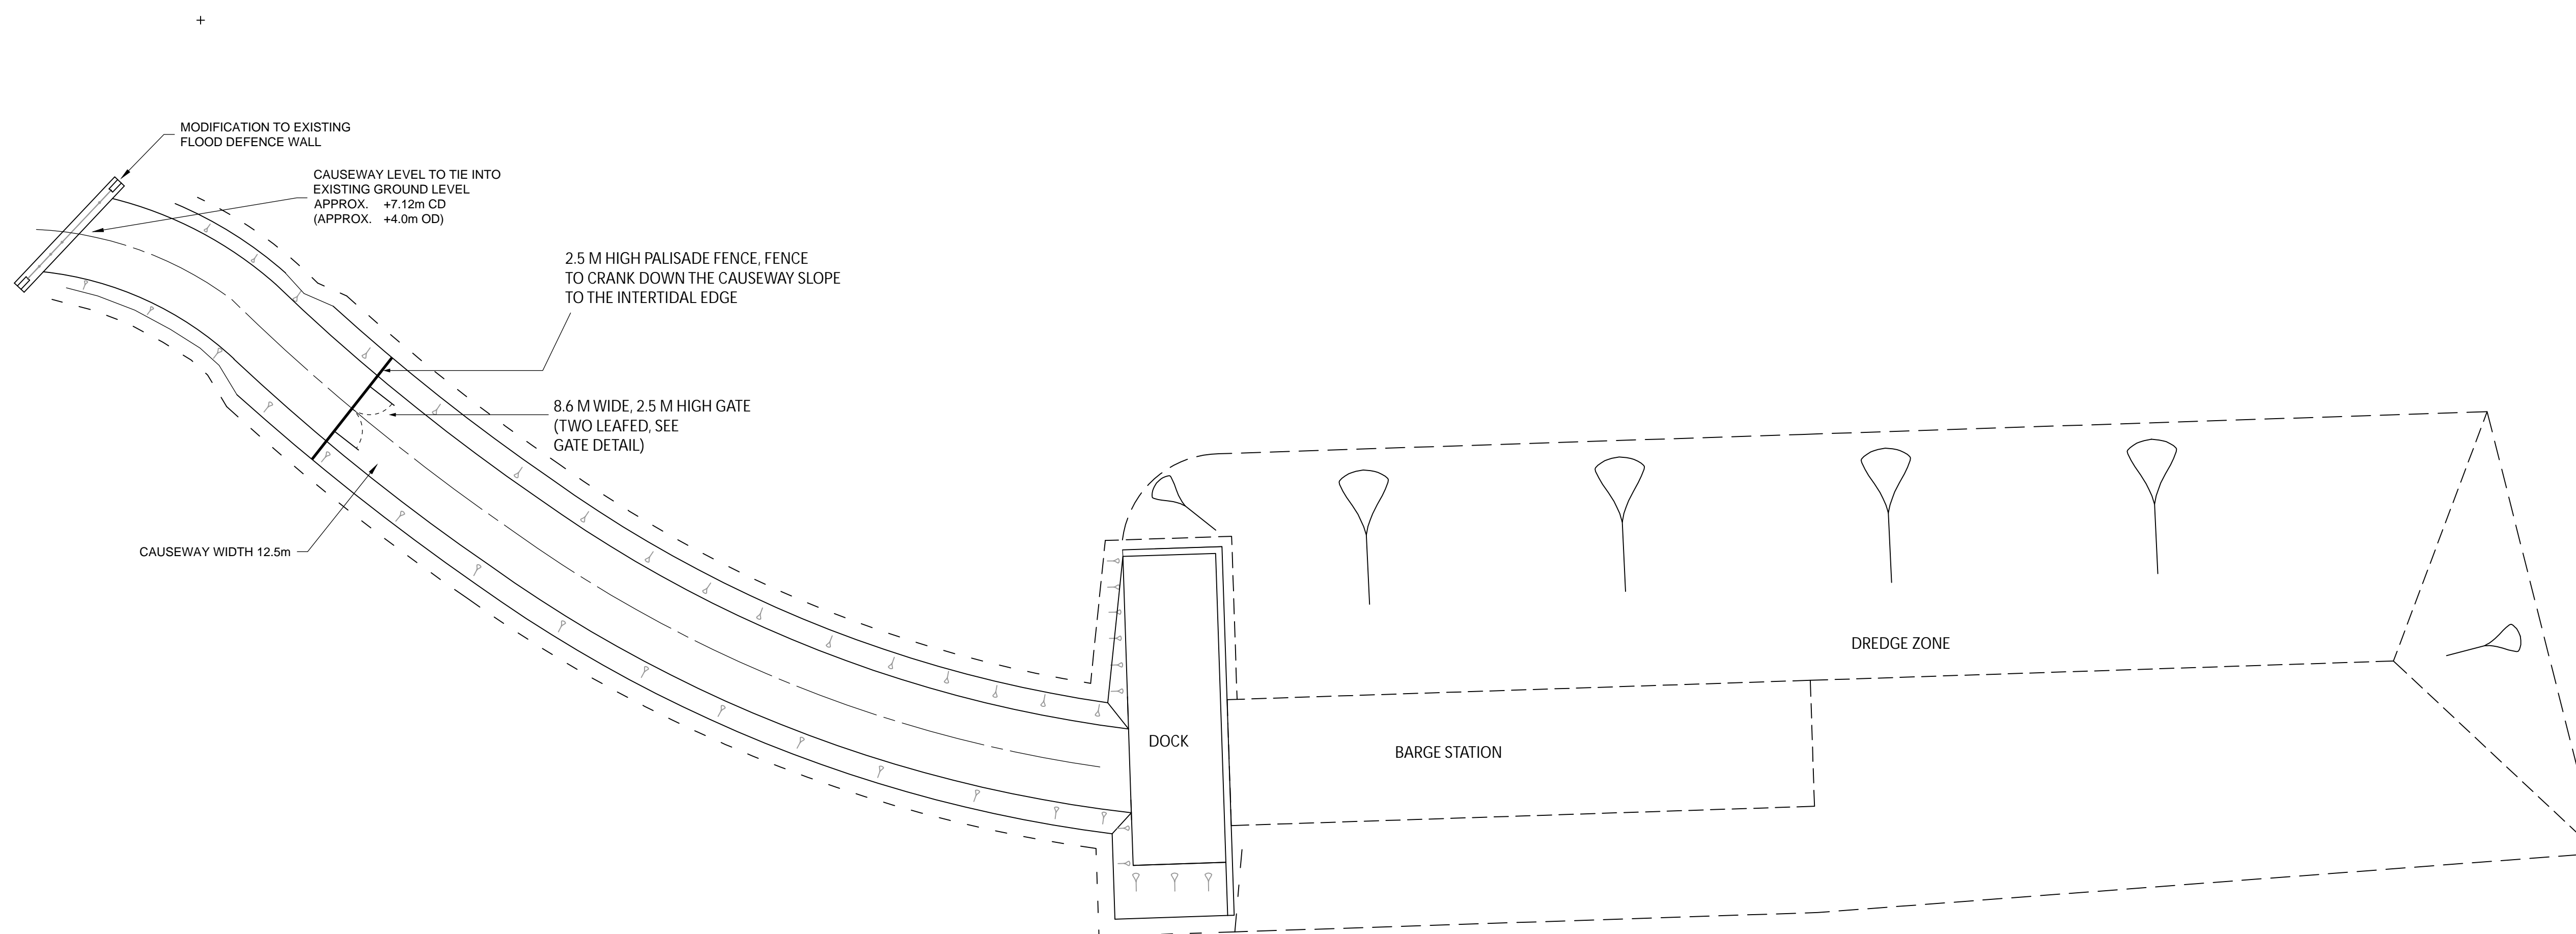 MODIFICATION TO EXISTING
FLOOD DEFENCE WALL
CAUSEWAY LEVEL TO TIE INTO
EXISTING GROUND LEVEL
APPROX. +7.12m CD
(APPROX. +4.0m OD)
2.5 M HIGH PALISADE FENCE, FENCE
TO CRANK DOWN THE CAUSEWAY SLOPE
TO THE INTERTIDAL EDGE
8.6 M WIDE, 2.5 M HIGH GATE
(TWO LEAFED, SEE
GATE DETAIL)
CAUSEWAY WIDTH 12.5m
DREDGE ZONE
DOCK
BARGE STATION